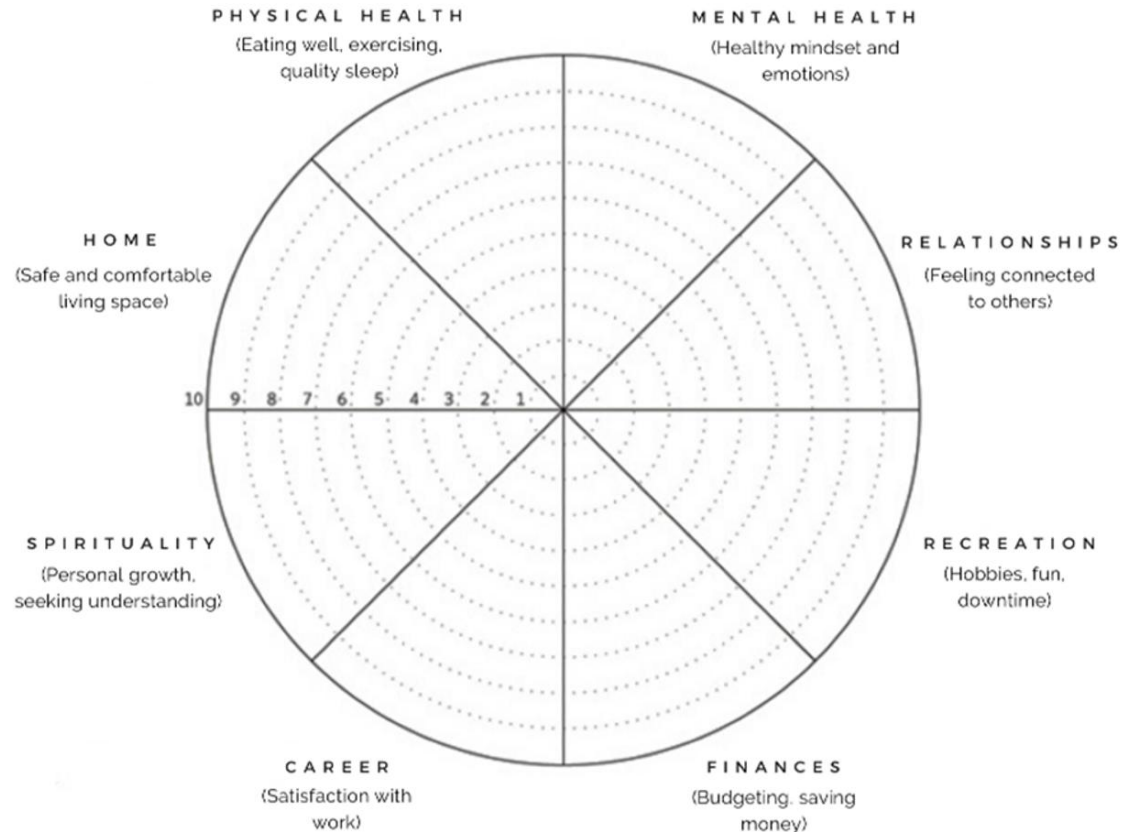 PHYSICAL HEALTH
(Eating well, exercising,
quality sleep)
MENTAL HEALTH
(Healthy mindset and
emotions)
HOME
(Safe and comfortable
living space)
RELATIONSHIPS
(Feeling connected
to others)
10 9 8 7 6 5 4 3 2 1
SPIRITUALITY
(Personal growth,
seeking understanding)
RECREATION
(Hobbies, fun,
downtime)
CAREER
(Satisfaction with
work)
FINANCES
(Budgeting. saving
money)